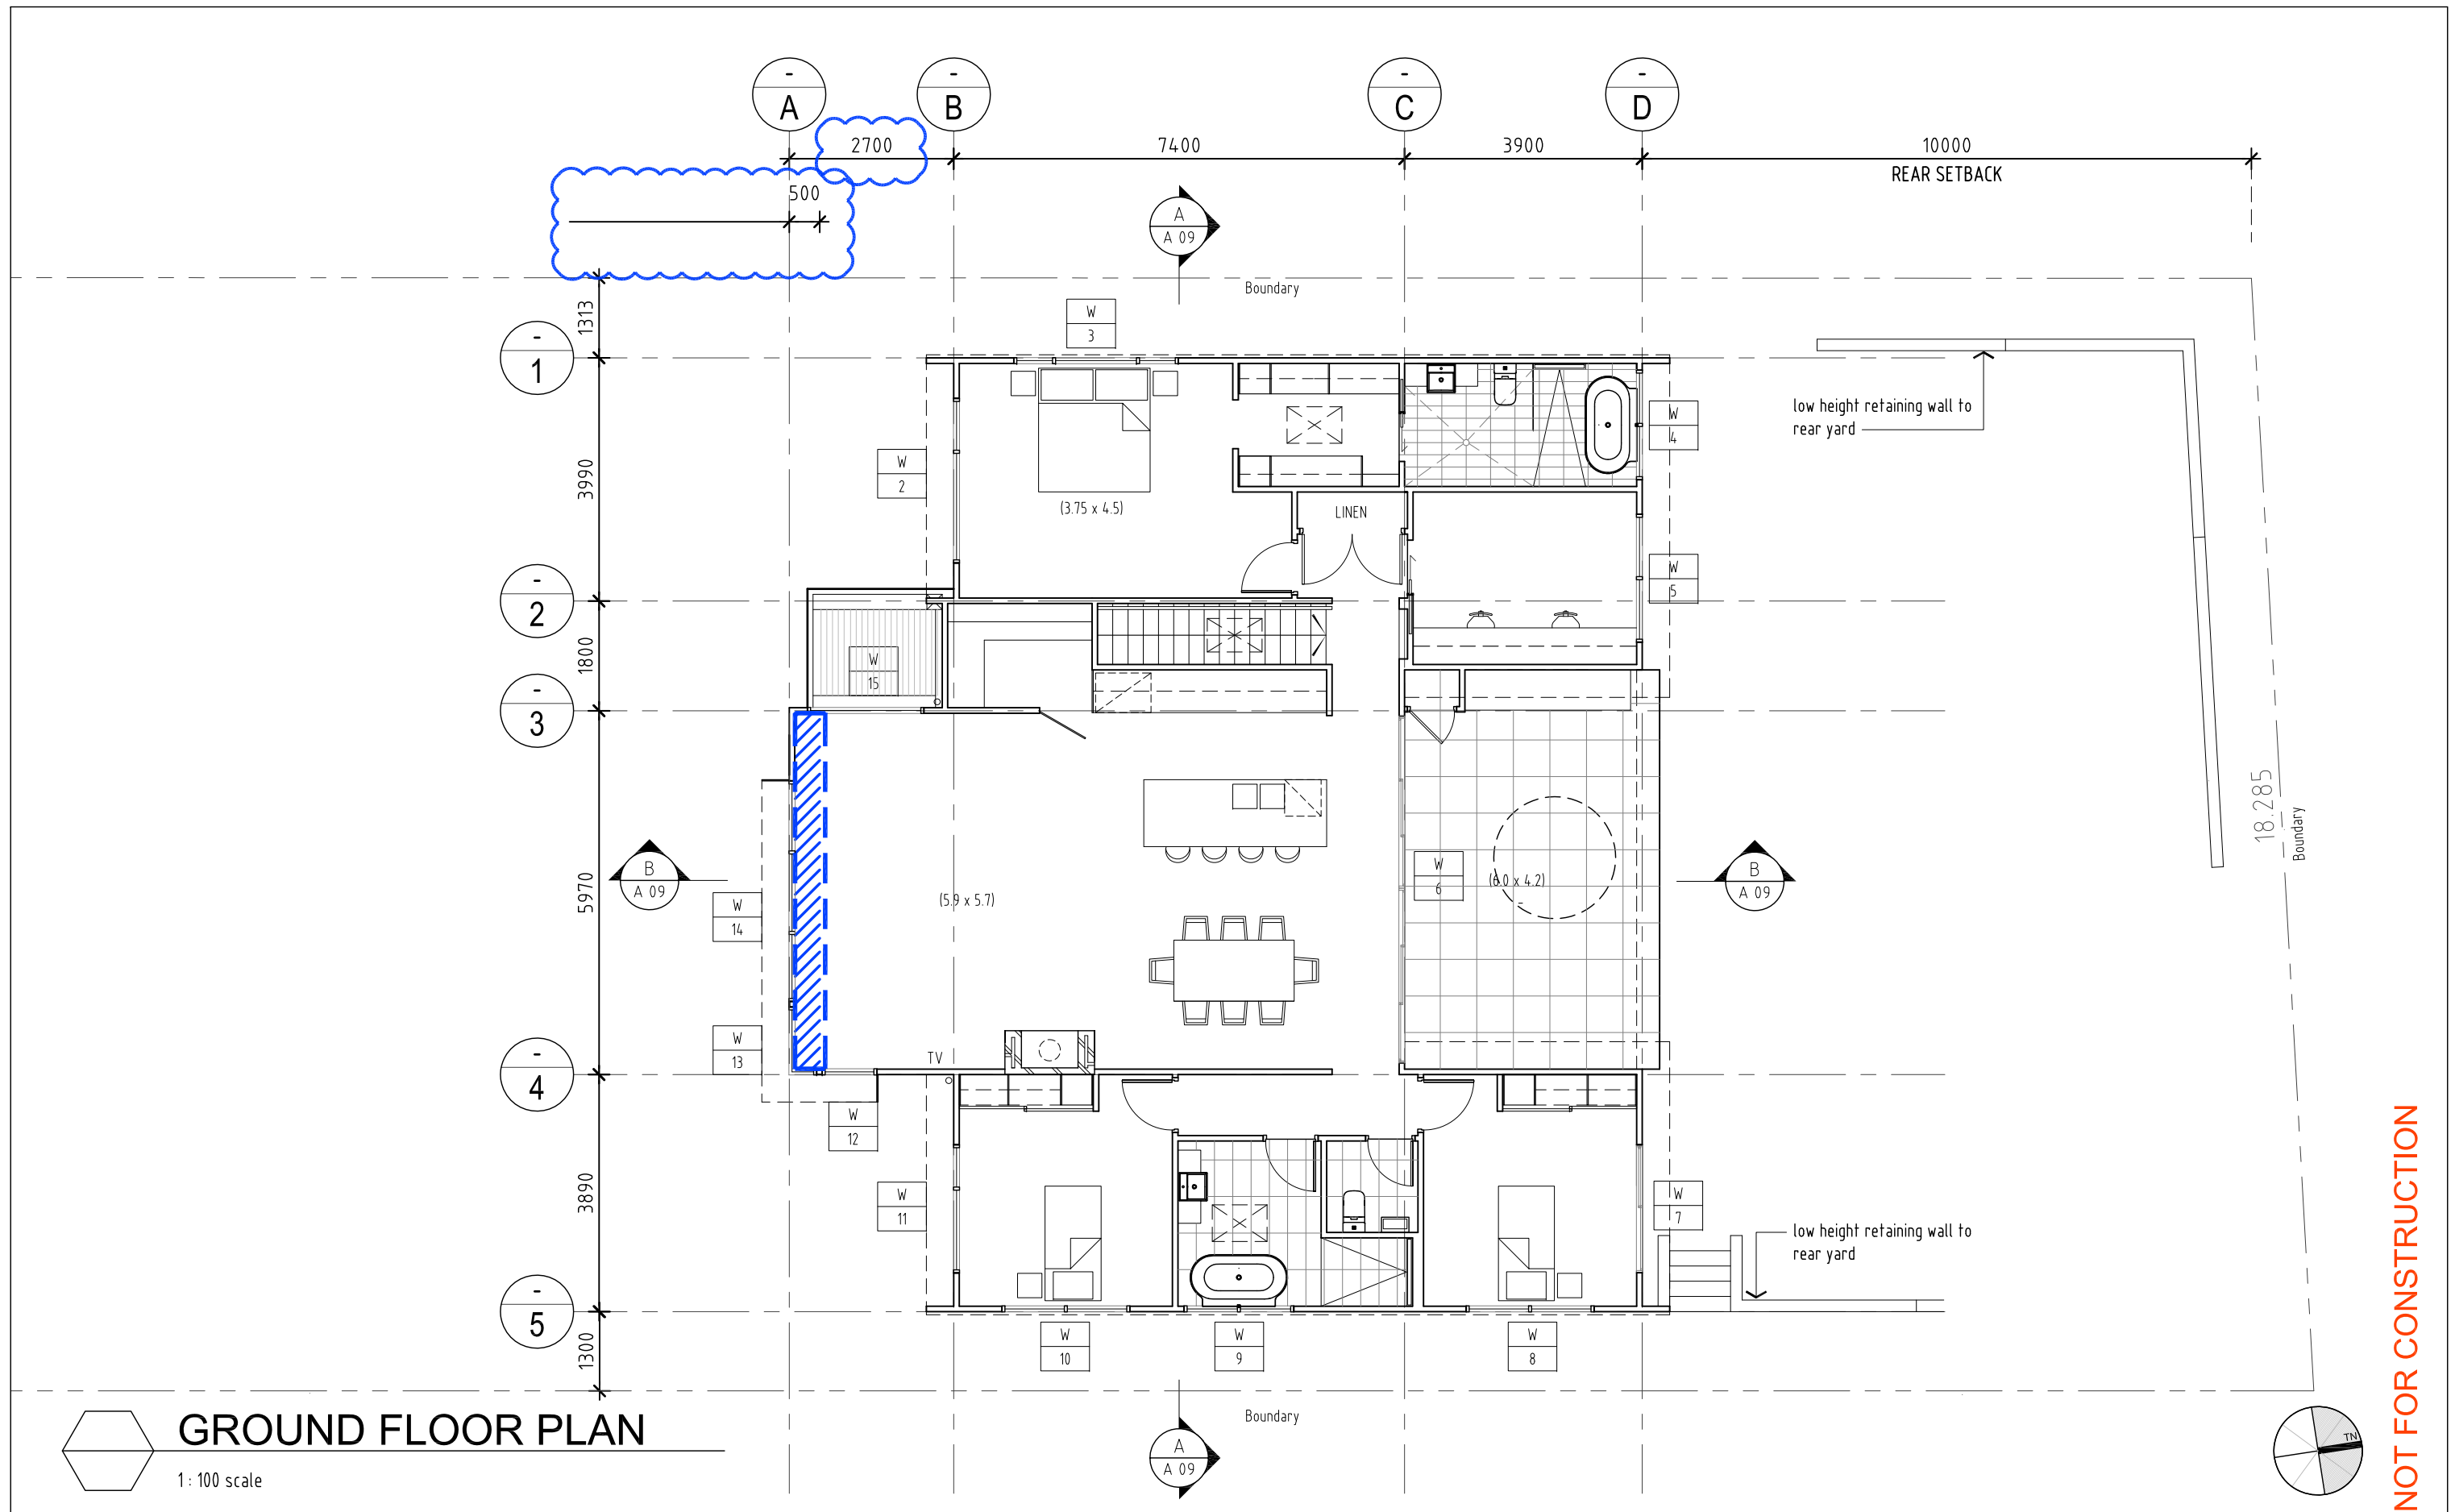 -
A
-
B
-
C
-
D
2700
7400
3900
10000
REAR SETBACK
500
A
A 09
Boundary
1313
W
3
-
1
low height retaining wall to
rear yard
W
4
3990
W
2
(3.75 x 4.5)
LINEN
W
5
-
2
1800
W
15
-
3
18.285
Boundary
B
A 09
5970
W
14
(5.9 x 5.7)
W
6
(6.0 x 4.2)
-
B
A 09
W
13
TV
-
4
W
12
3890
W
11
W
7
low height retaining wall to
rear yard
-
5
1300
W
10
W
9
W
8
Boundary
A
A 09
GROUND FLOOR PLAN
1 : 100 scale
TN
NOT FOR CONSTRUCTION